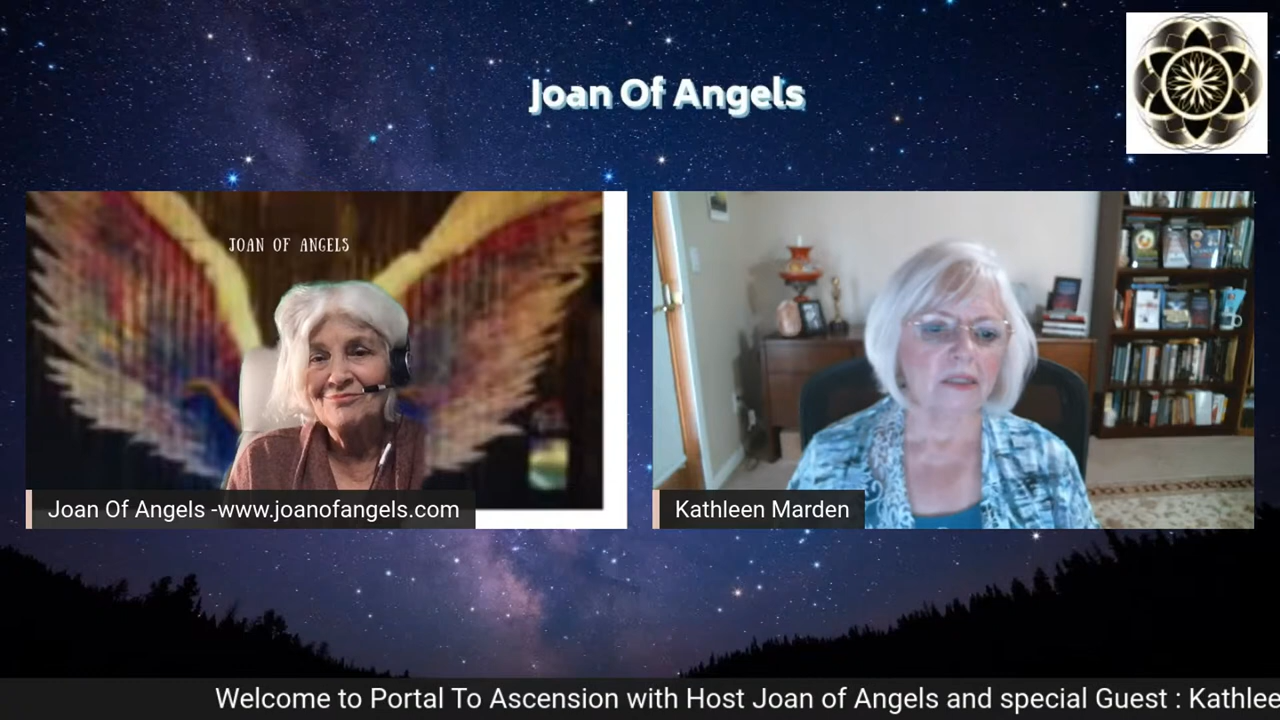 Joan Of Angels
JOAN OF ANGELS
Joan Of Angels -www.joanofangels.com
Kathleen Marden
Welcome to Portal To Ascension with Host Joan of Angels and special Guest : Kathlee